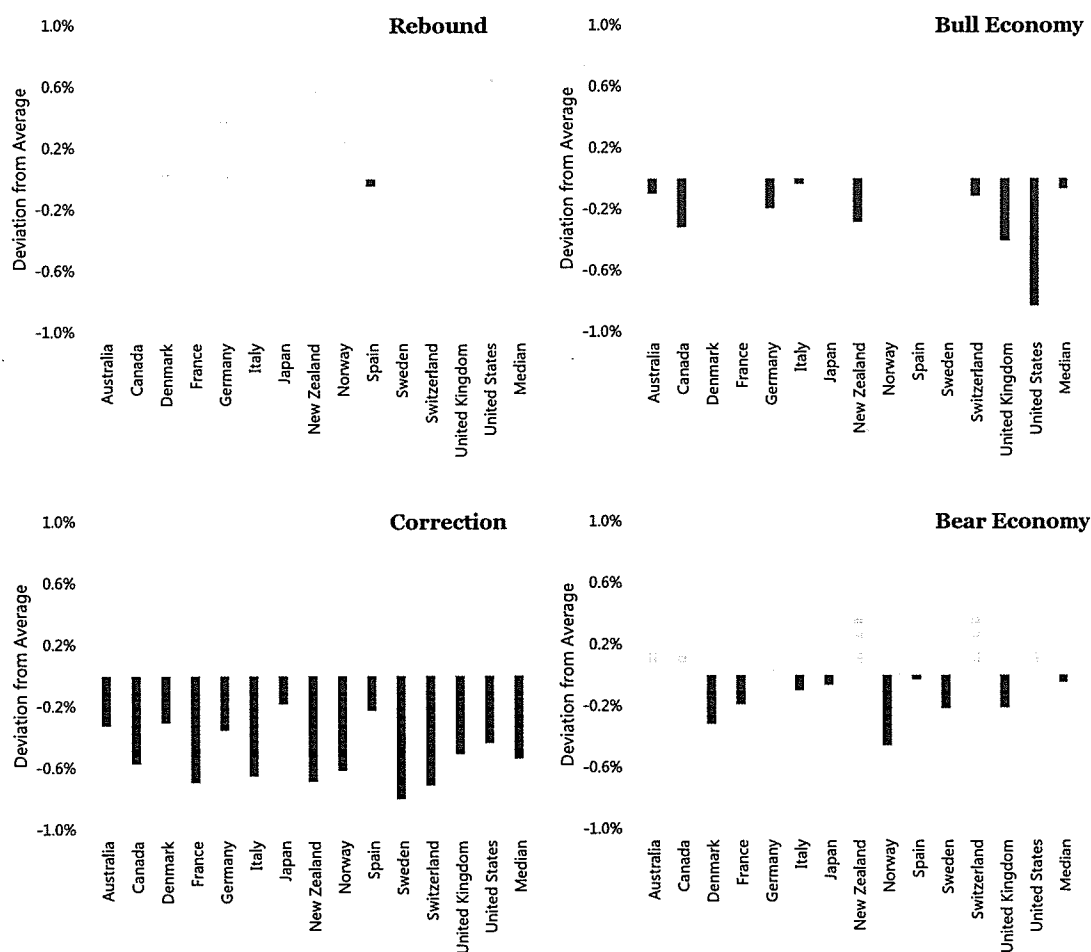 Rebound
1.0%
0.6%
0.2%
-0.2%
-0.6%
-1.0%
Deviation from Average
Australia
Canada
Denmark
France
Germany
Italy
Japan
New Zealand
Norway
Spain
Sweden
Switzerland
United Kingdom
United States
Median
Bull Economy
1.0%
0.6%
0.2%
-0.2%
-0.6%
-1.0%
Deviation from Average
Australia
Canada
Denmark
France
Germany
Italy
Japan
New Zealand
Norway
Spain
Sweden
Switzerland
United Kingdom
United States
Median
Correction
1.0%
0.6%
0.2%
-0.2%
-0.6%
-1.0%
Deviation from Average
Australia
Canada
Denmark
France
Germany
Italy
Japan
New Zealand
Norway
Spain
Sweden
Switzerland
United Kingdom
United States
Median
Bear Economy
1.0%
0.6%
0.2%
-0.2%
-0.6%
-1.0%
Deviation from Average
Australia
Canada
Denmark
France
Germany
Italy
Japan
New Zealand
Norway
Spain
Sweden
Switzerland
United Kingdom
United States
Median